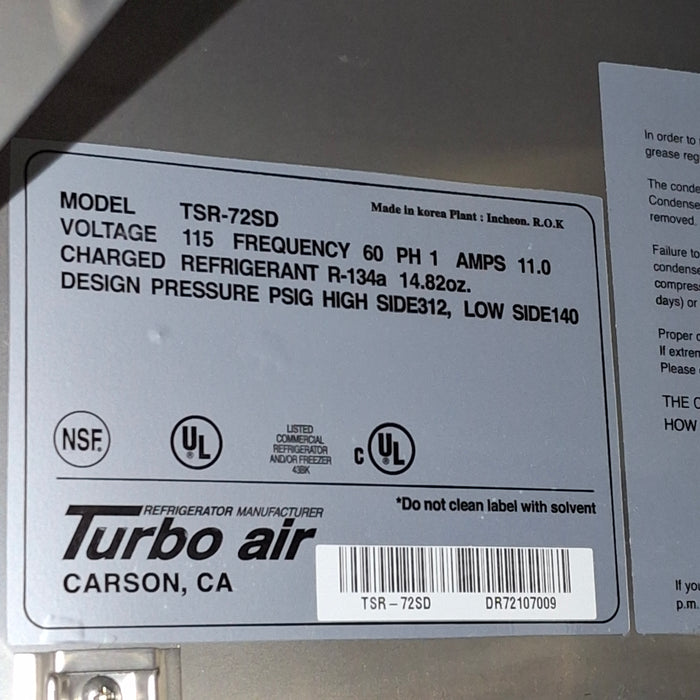 MODEL TSR-72SD Made in korea Plant : Incheon. R.O.K
VOLTAGE 115 FREQUENCY 60 PH 1 AMPS 11.0
CHARGED REFRIGERANT R-134a 14.82oz.
DESIGN PRESSURE PSIG HIGH SIDE312, LOW SIDE140
NSF.
UL
®
LISTED
COMMERCIAL
REFRIGERATOR
AND/OR FREEZER
43BK
C UL
®
*Do not clean label with solvent
REFRIGERATOR MANUFACTURER
Turbo air
CARSON, CA
TSR-72SD DR72107009
In order to
grease reg
The conde
Condense
removed.
Failure to
condense
compres
days) or
Proper
If extrem
Please
THE C
HOW
If you
p.m.